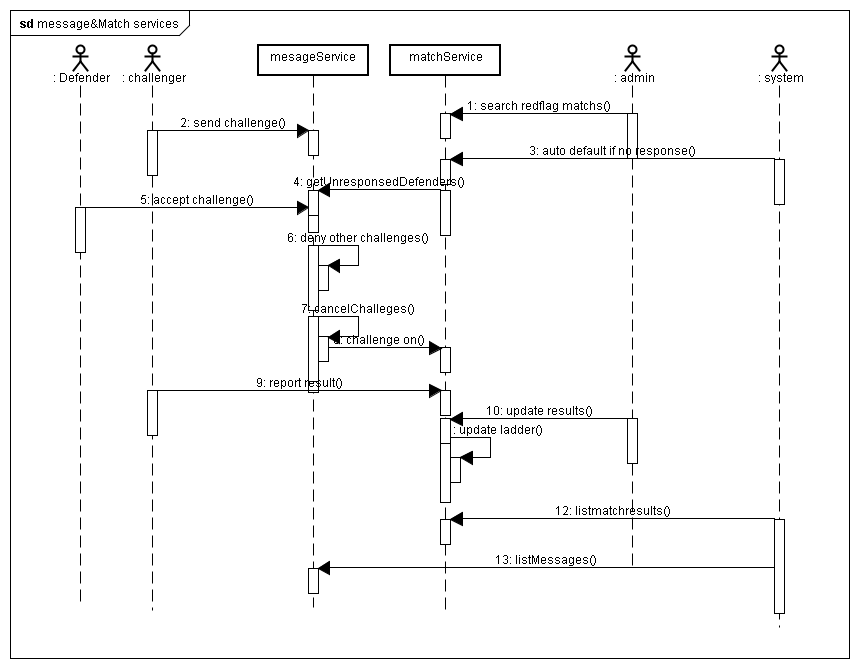 sd message&Match services
mesageService
matchService
: Defender
: challenger
: admin
: system
1: search redflag matchs()
2: send challenge()
3: auto default if no response()
4: getUnresponsedDefenders()
5: accept challenge()
6: deny other challenges()
7: cancelChalleges()
challenge on()
9: report result()
10: update results()
: update ladder()
12: listmatchresults()
13: listMessages()